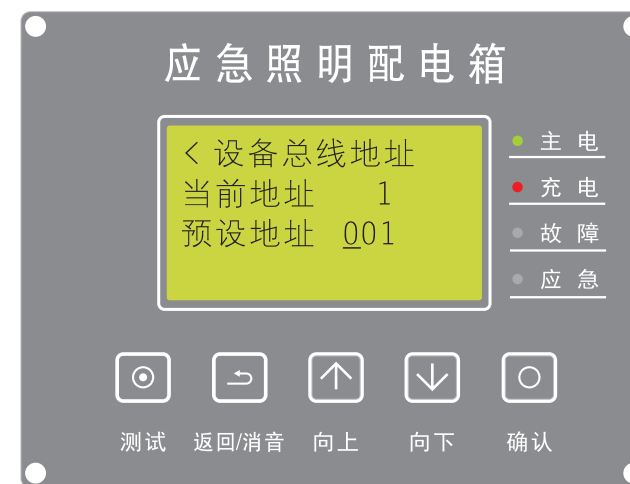 应急照明配电箱
< 设备总线地址
当前地址 1
预设地址 001
主电
充电
故障
应急
测试 返回/消音 向上 向下 确认